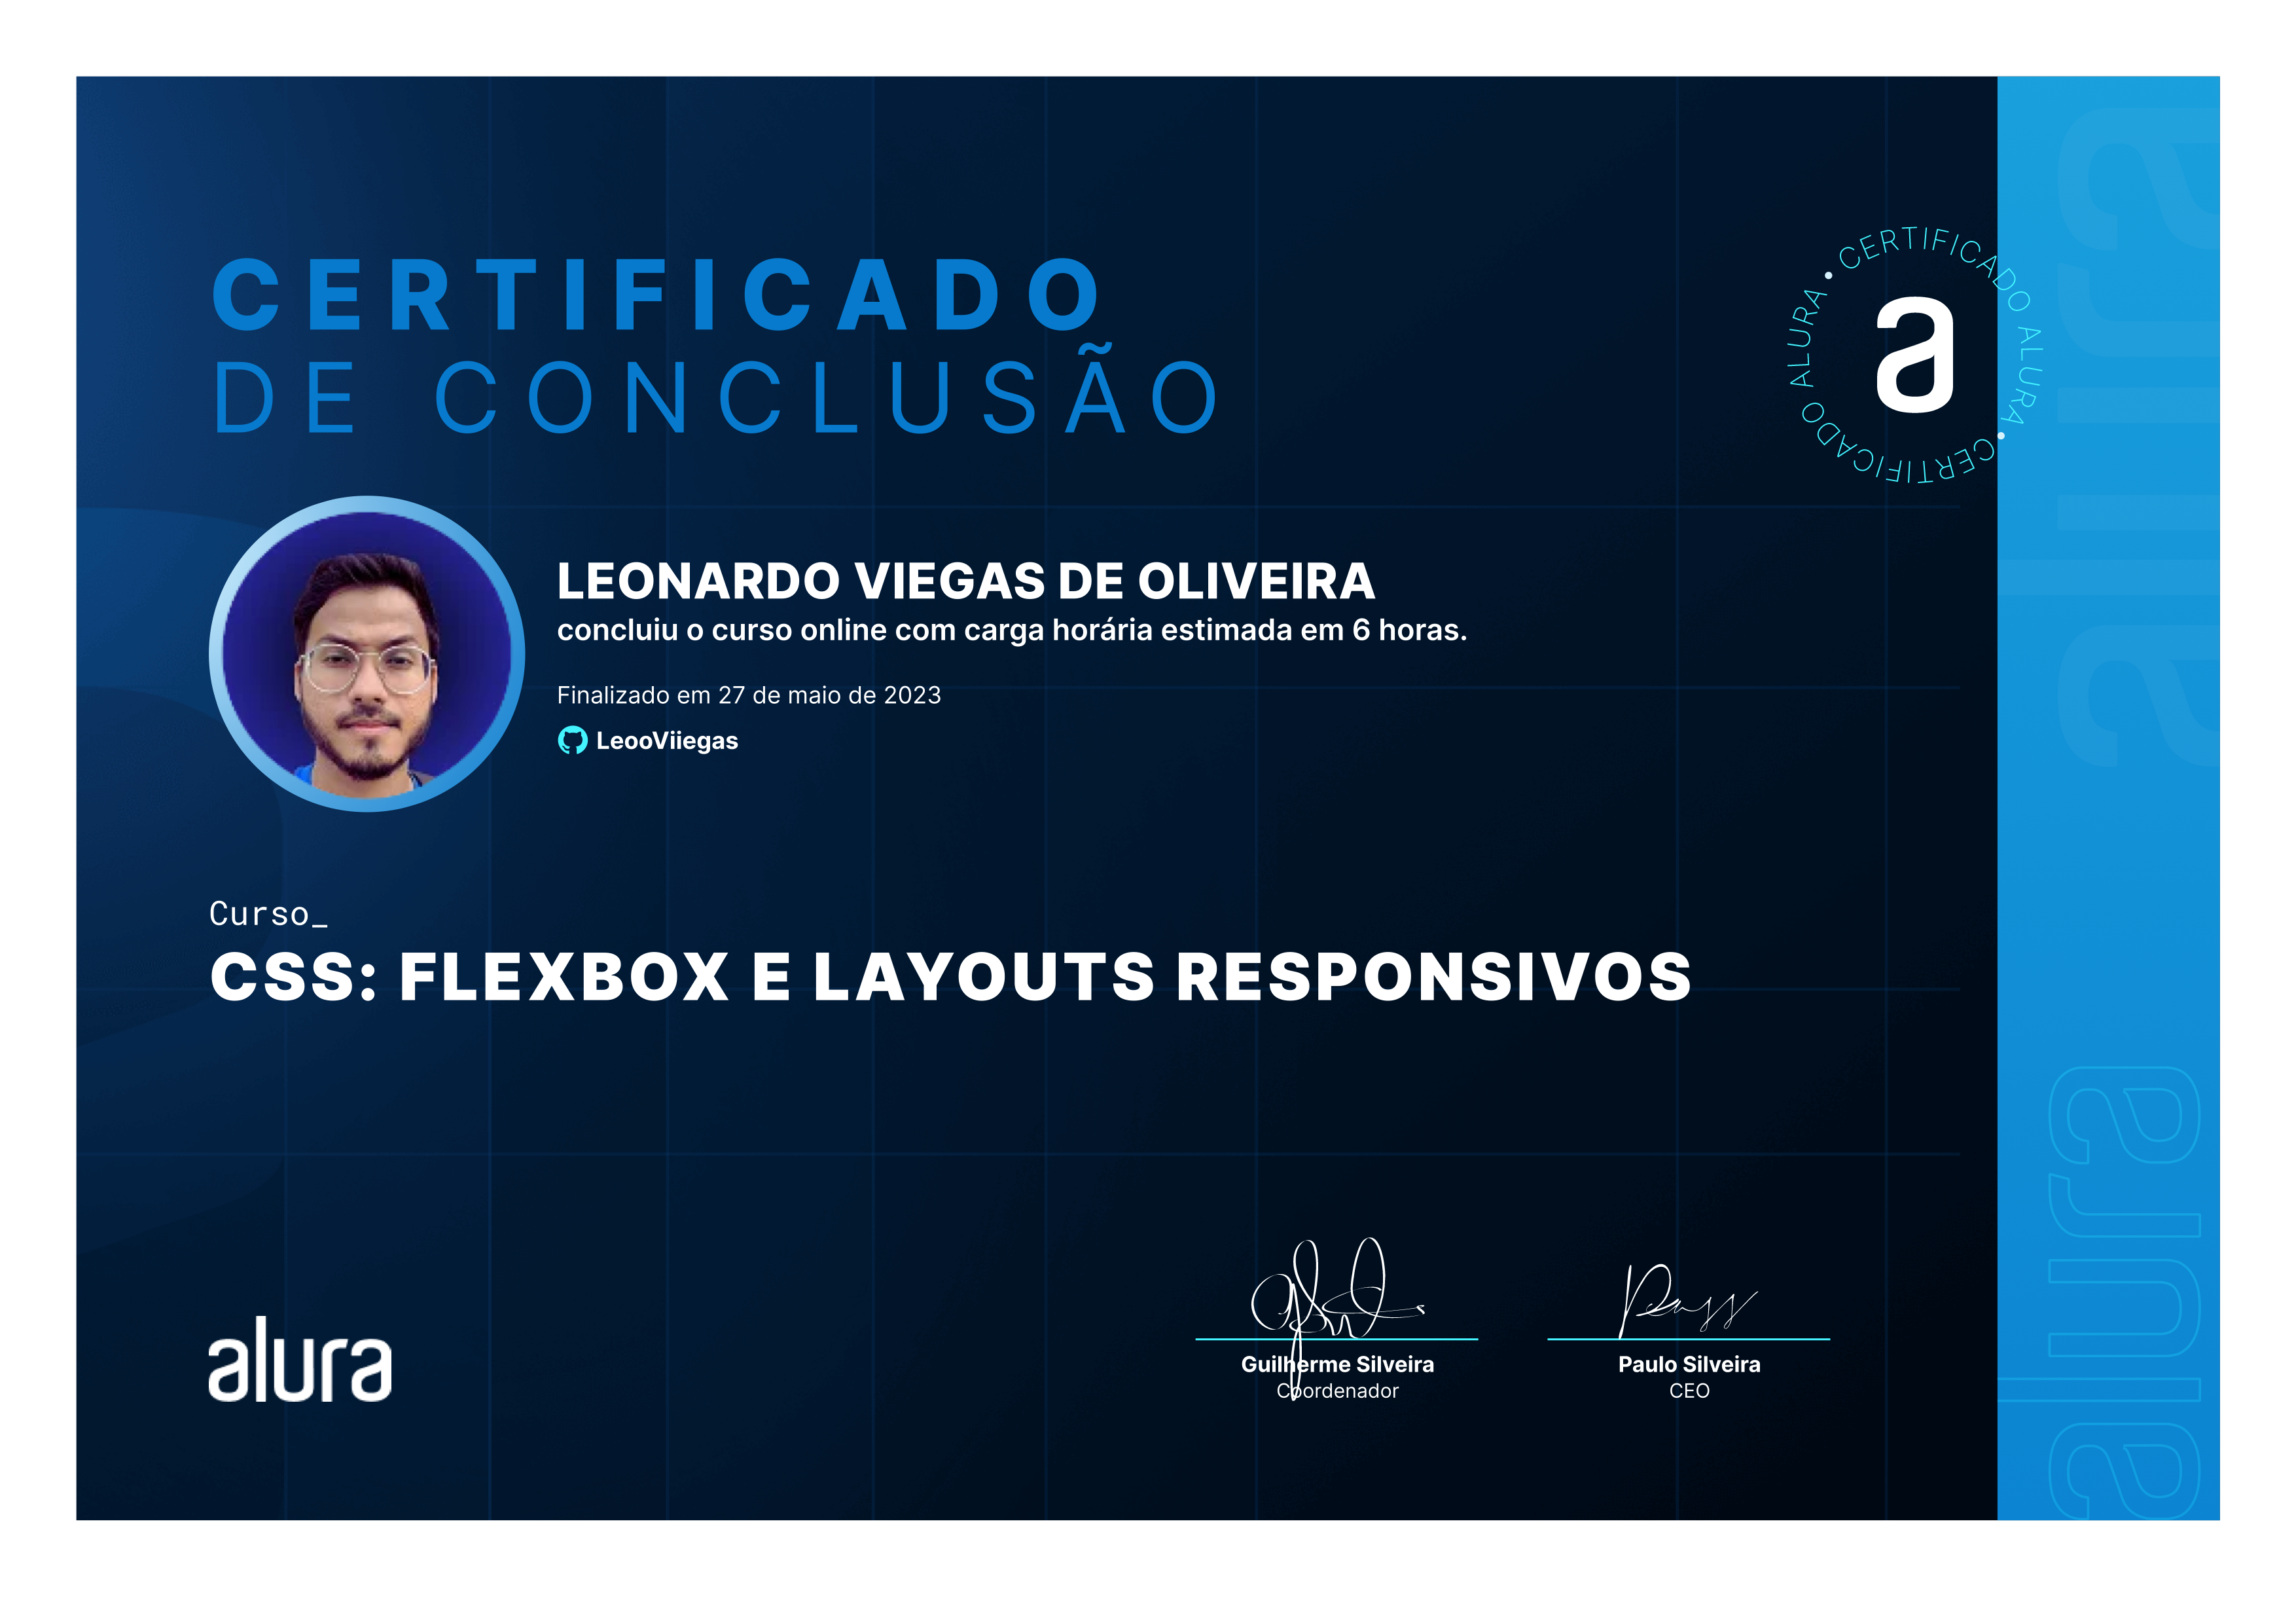 CERTIFICADO
DE CONCLUSÃO
• CERTIFICADO ALURA • CERTIFICADO ALURA
a
LEONARDO VIEGAS DE OLIVEIRA
concluiu o curso online com carga horária estimada em 6 horas.
Finalizado em 27 de maio de 2023
LeooViiegas
Curso_
CSS: FLEXBOX E LAYOUTS RESPONSIVOS
alura
Guilherme Silveira
Coordenador
Paulo Silveira
CEO
alura
alura